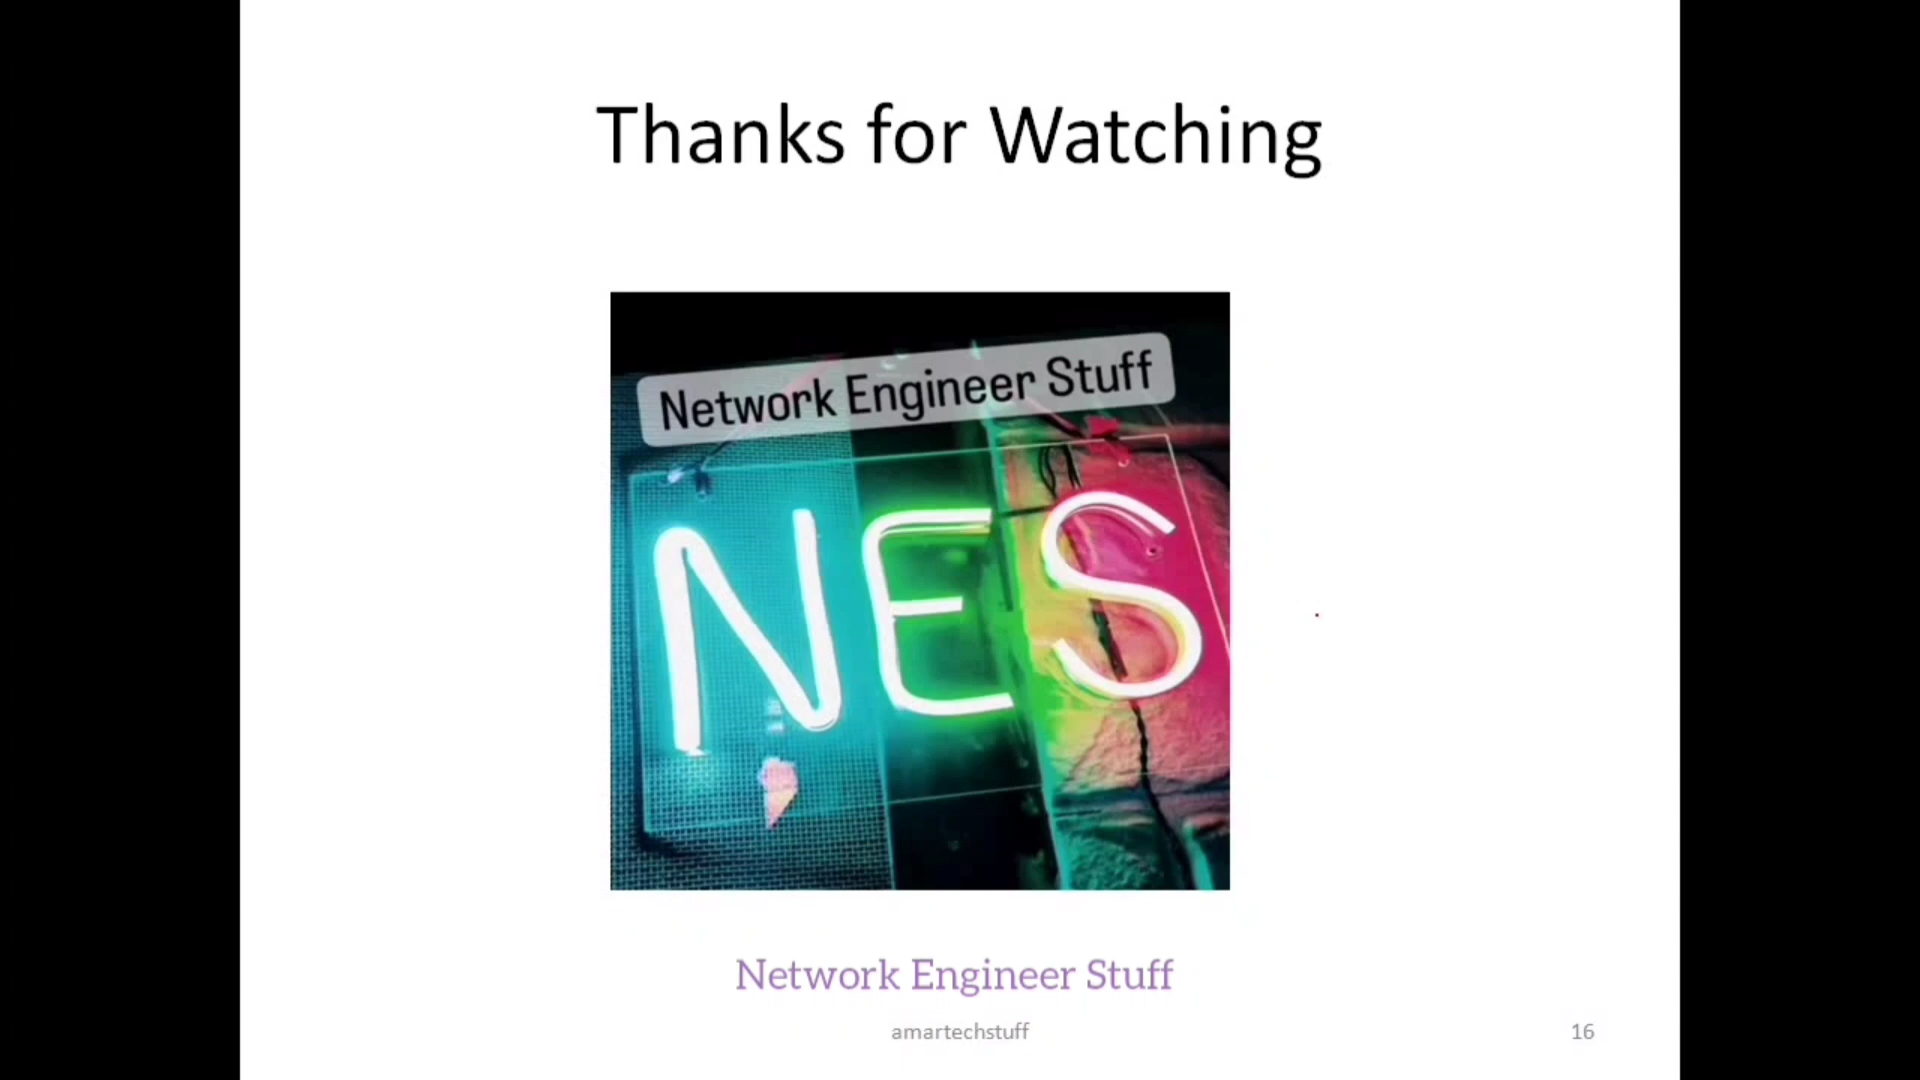 Thanks for Watching
Network Engineer Stuff
NES
Network Engineer Stuff
amartechstuff
16